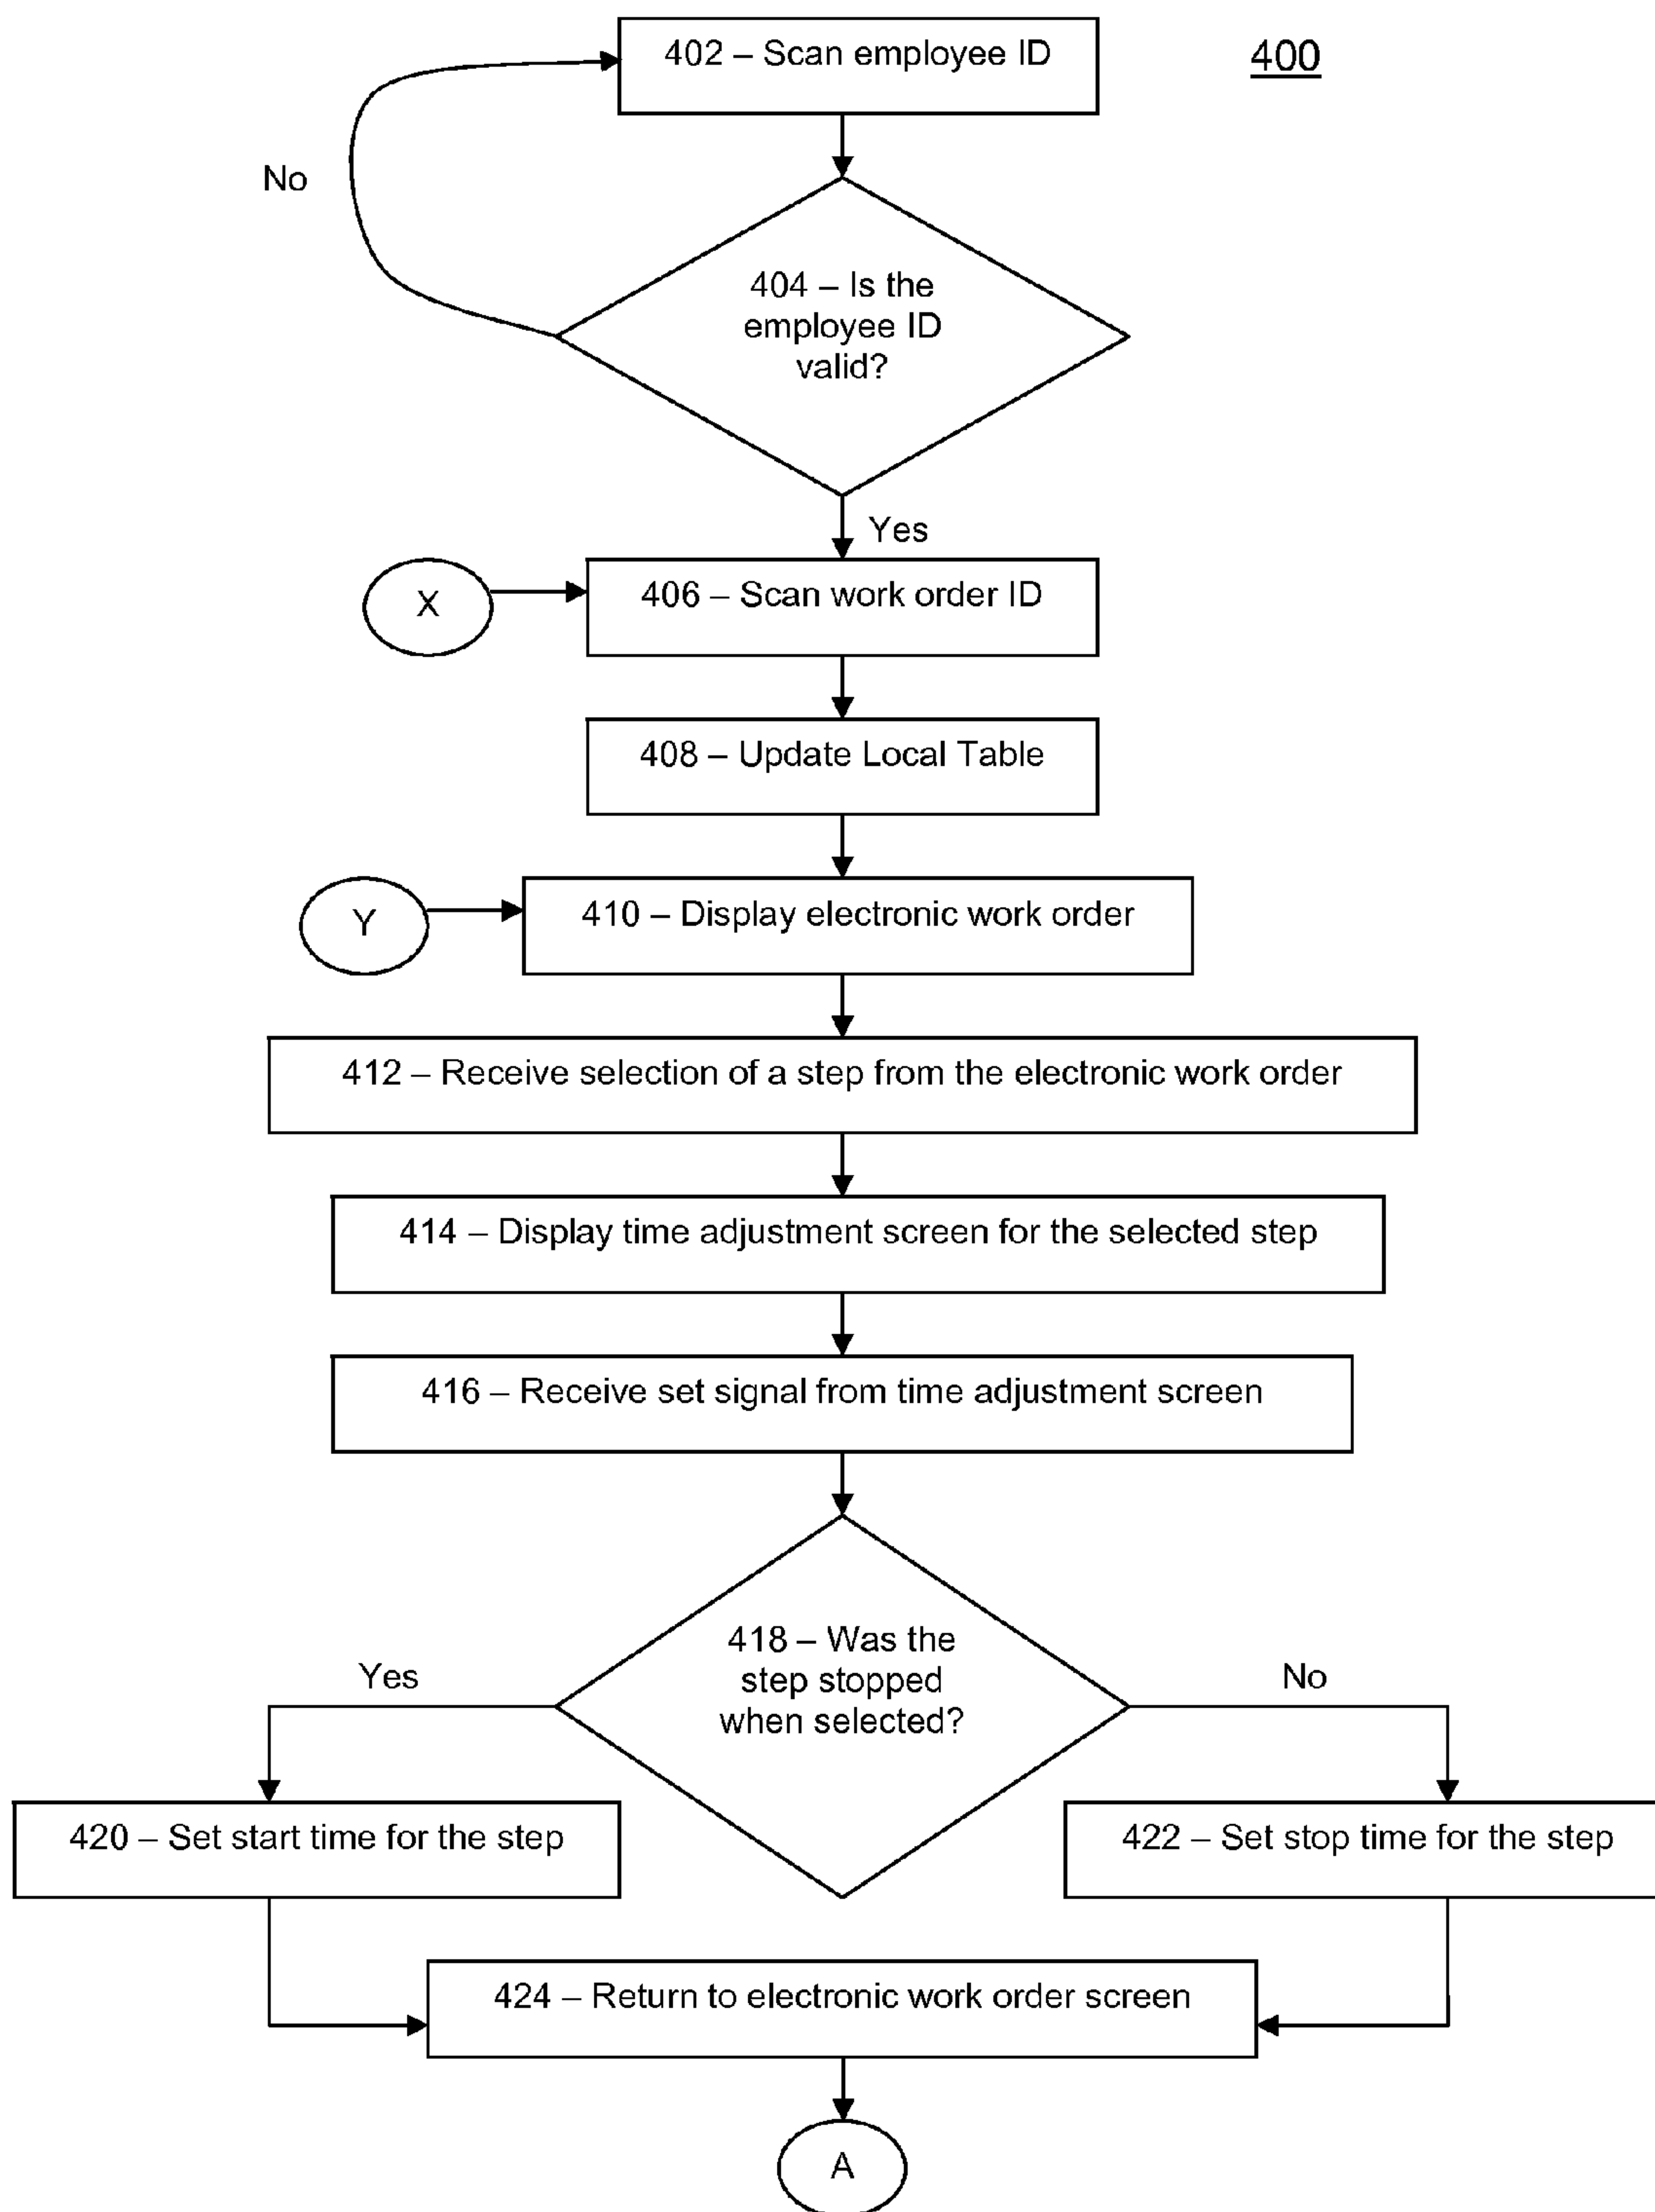 402 – Scan employee ID
400
No
404 – Is the
employee ID
valid?
Yes
X
406 – Scan work order ID
408 – Update Local Table
Y
410 – Display electronic work order
412 – Receive selection of a step from the electronic work order
414 – Display time adjustment screen for the selected step
416 – Receive set signal from time adjustment screen
418 – Was the
step stopped
when selected?
Yes
No
420 – Set start time for the step
422 – Set stop time for the step
424 – Return to electronic work order screen
A